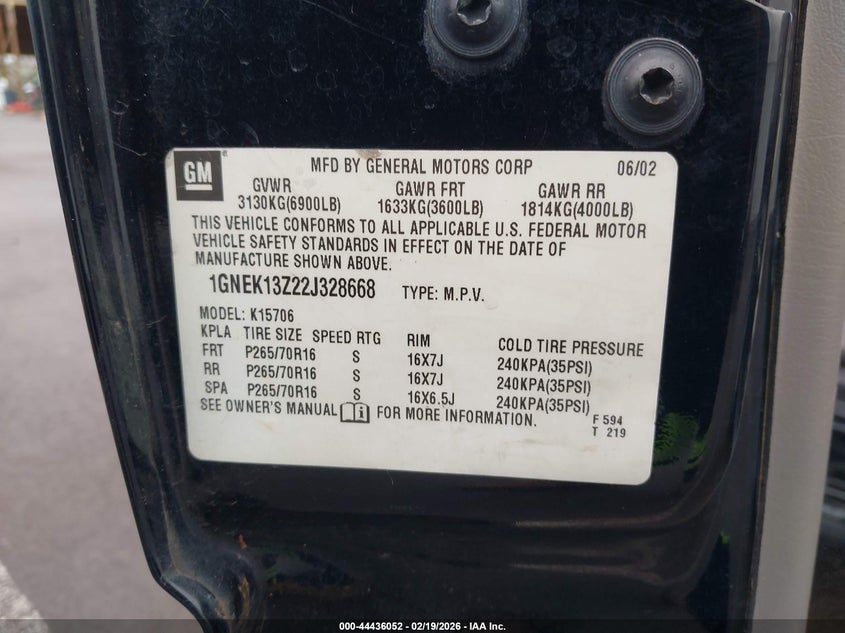 GM MFD BY GENERAL MOTORS CORP 06/02
GVWR GAWR FRT GAWR RR
3130KG(6900LB) 1633KG(3600LB) 1814KG(4000LB)
THIS VEHICLE CONFORMS TO ALL APPLICABLE U.S. FEDERAL MOTOR
VEHICLE SAFETY STANDARDS IN EFFECT ON THE DATE OF
MANUFACTURE SHOWN ABOVE.
1GNEK13Z22J328668 TYPE: M.P.V.
MODEL: K15706
KPLA TIRE SIZE SPEED RTG RIM COLD TIRE PRESSURE
FRT P265/70R16 S 16X7J 240KPA(35PSI)
RR P265/70R16 S 16X7J 240KPA(35PSI)
SPA P265/70R16 S 16X6.5J 240KPA(35PSI)
SEE OWNER'S MANUAL FOR MORE INFORMATION.
F 594
T 219
000-44436052 - 02/19/2026 - IAA Inc.